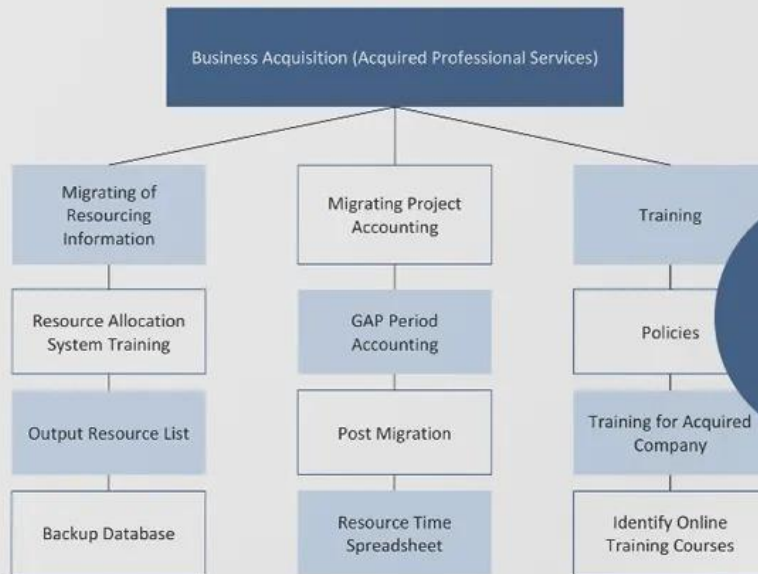 Business Acquisition (Acquired Professional Services)
Migrating of
Resourcing
Information
Migrating Project
Accounting
Training
Resource Allocation
System Training
GAP Period
Accounting
Policies
Output Resource List
Post Migration
Training for Acquired
Company
Backup Database
Resource Time
Spreadsheet
Identify Online
Training Courses